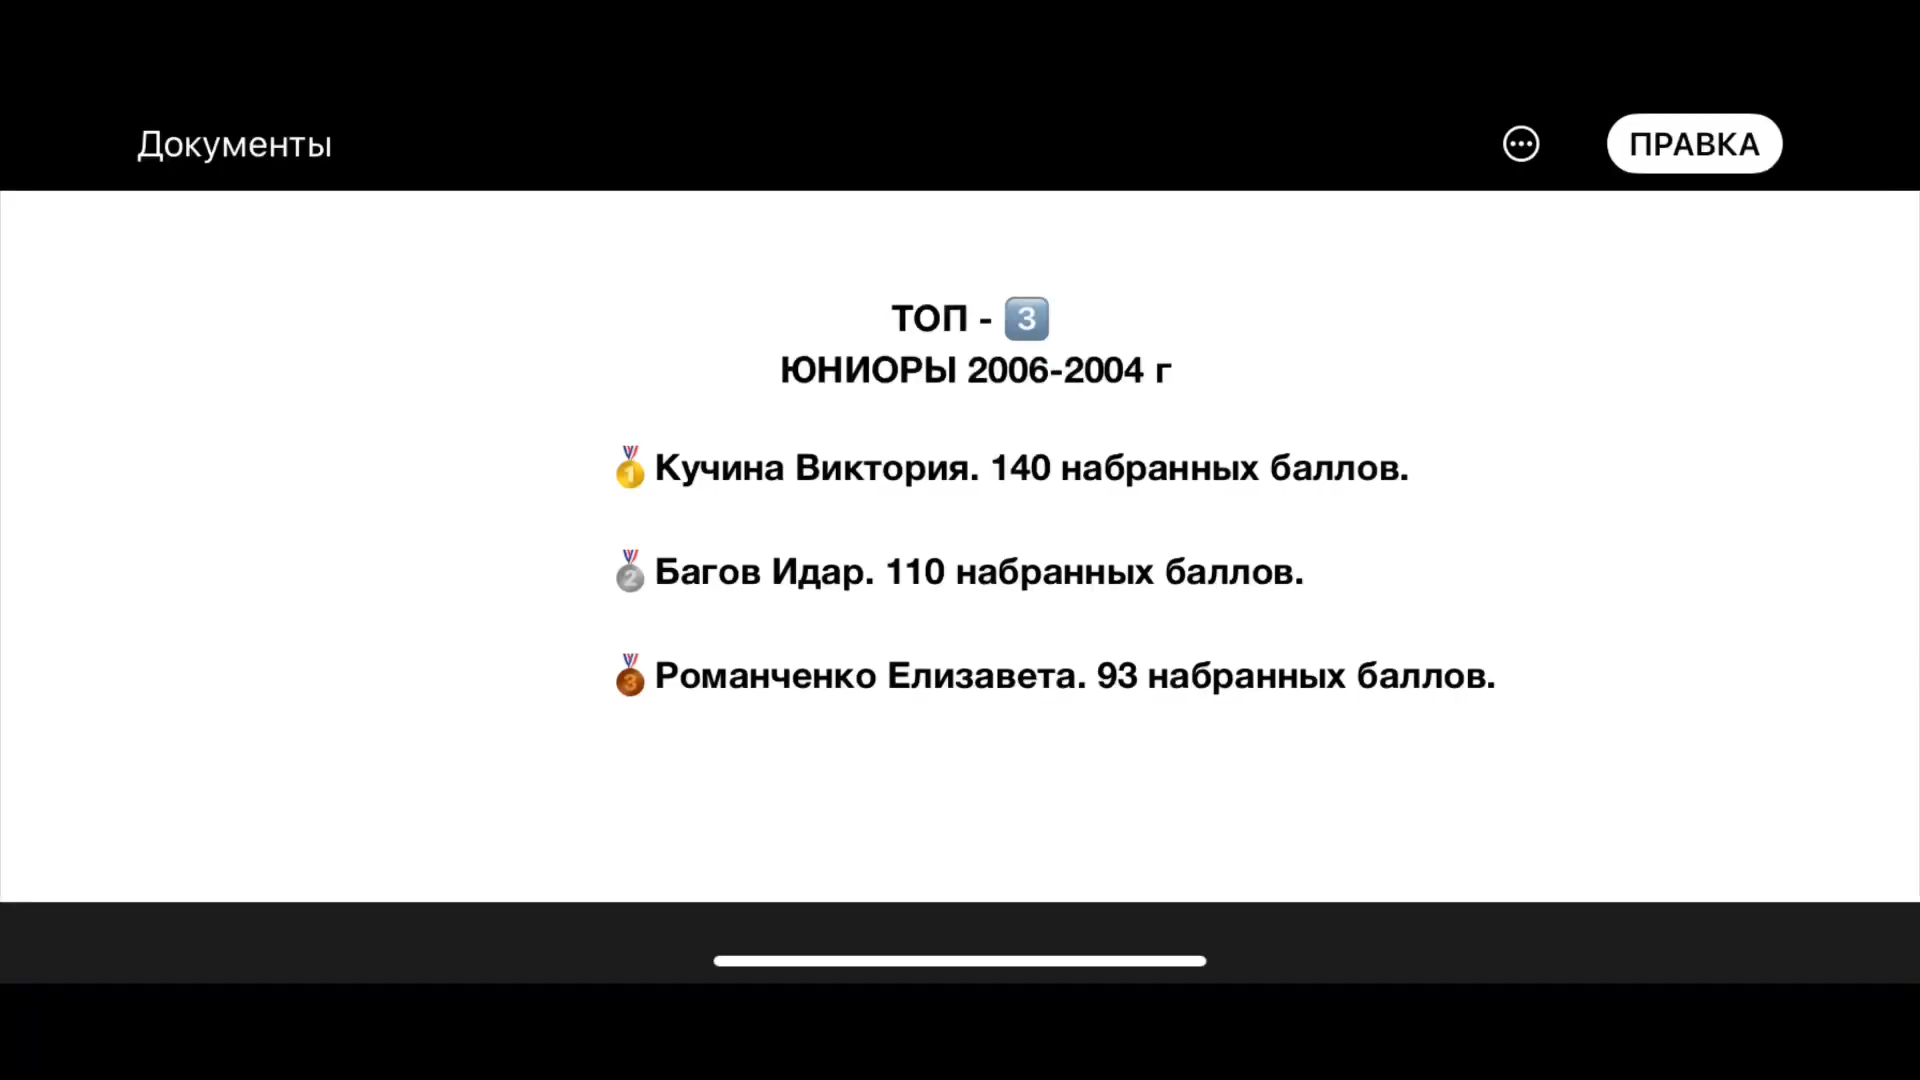 Документы
ПРАВКА
ТОП - 3️⃣
ЮНИОРЫ 2006-2004 г
🥇Кучина Виктория. 140 набранных баллов.
🥈Багов Идар. 110 набранных баллов.
🥉Романченко Елизавета. 93 набранных баллов.